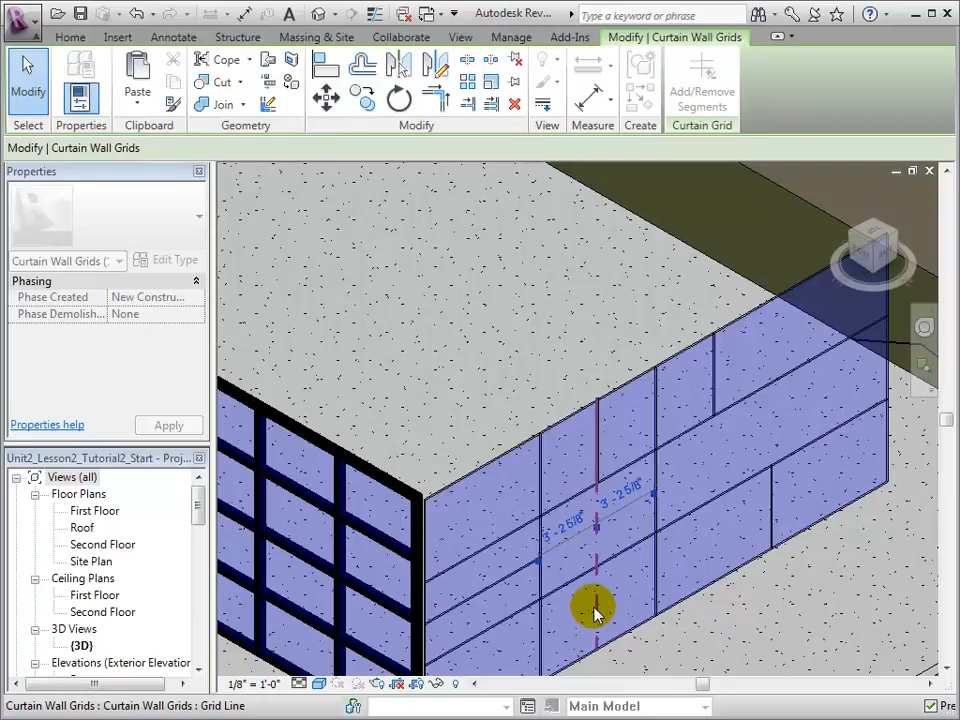 Autodesk Rev...
Type a keyword or phrase
Home Insert Annotate Structure Massing & Site Collaborate View Manage Add-Ins Modify | Curtain Wall Grids
Modify
Paste
Cope
Cut
Join
Add/Remove
Segments
Select Properties Clipboard Geometry Modify View Measure Create Curtain Grid
Modify | Curtain Wall Grids
Properties
Curtain Wall Grids (
Edit Type
Phasing
Phase Created New Constru...
Phase Demolish... None
Properties help
Apply
Unit2_Lesson2_Tutorial2_Start - Proj...
Views (all)
Floor Plans
First Floor
Roof
Second Floor
Site Plan
Ceiling Plans
First Floor
Second Floor
3D Views
{3D}
Elevations (Exterior Elevation
3' - 2 5/8"
3' - 2 5/8"
1/8" = 1'-0"
Curtain Wall Grids : Curtain Wall Grids : Grid Line
Main Model
Pre